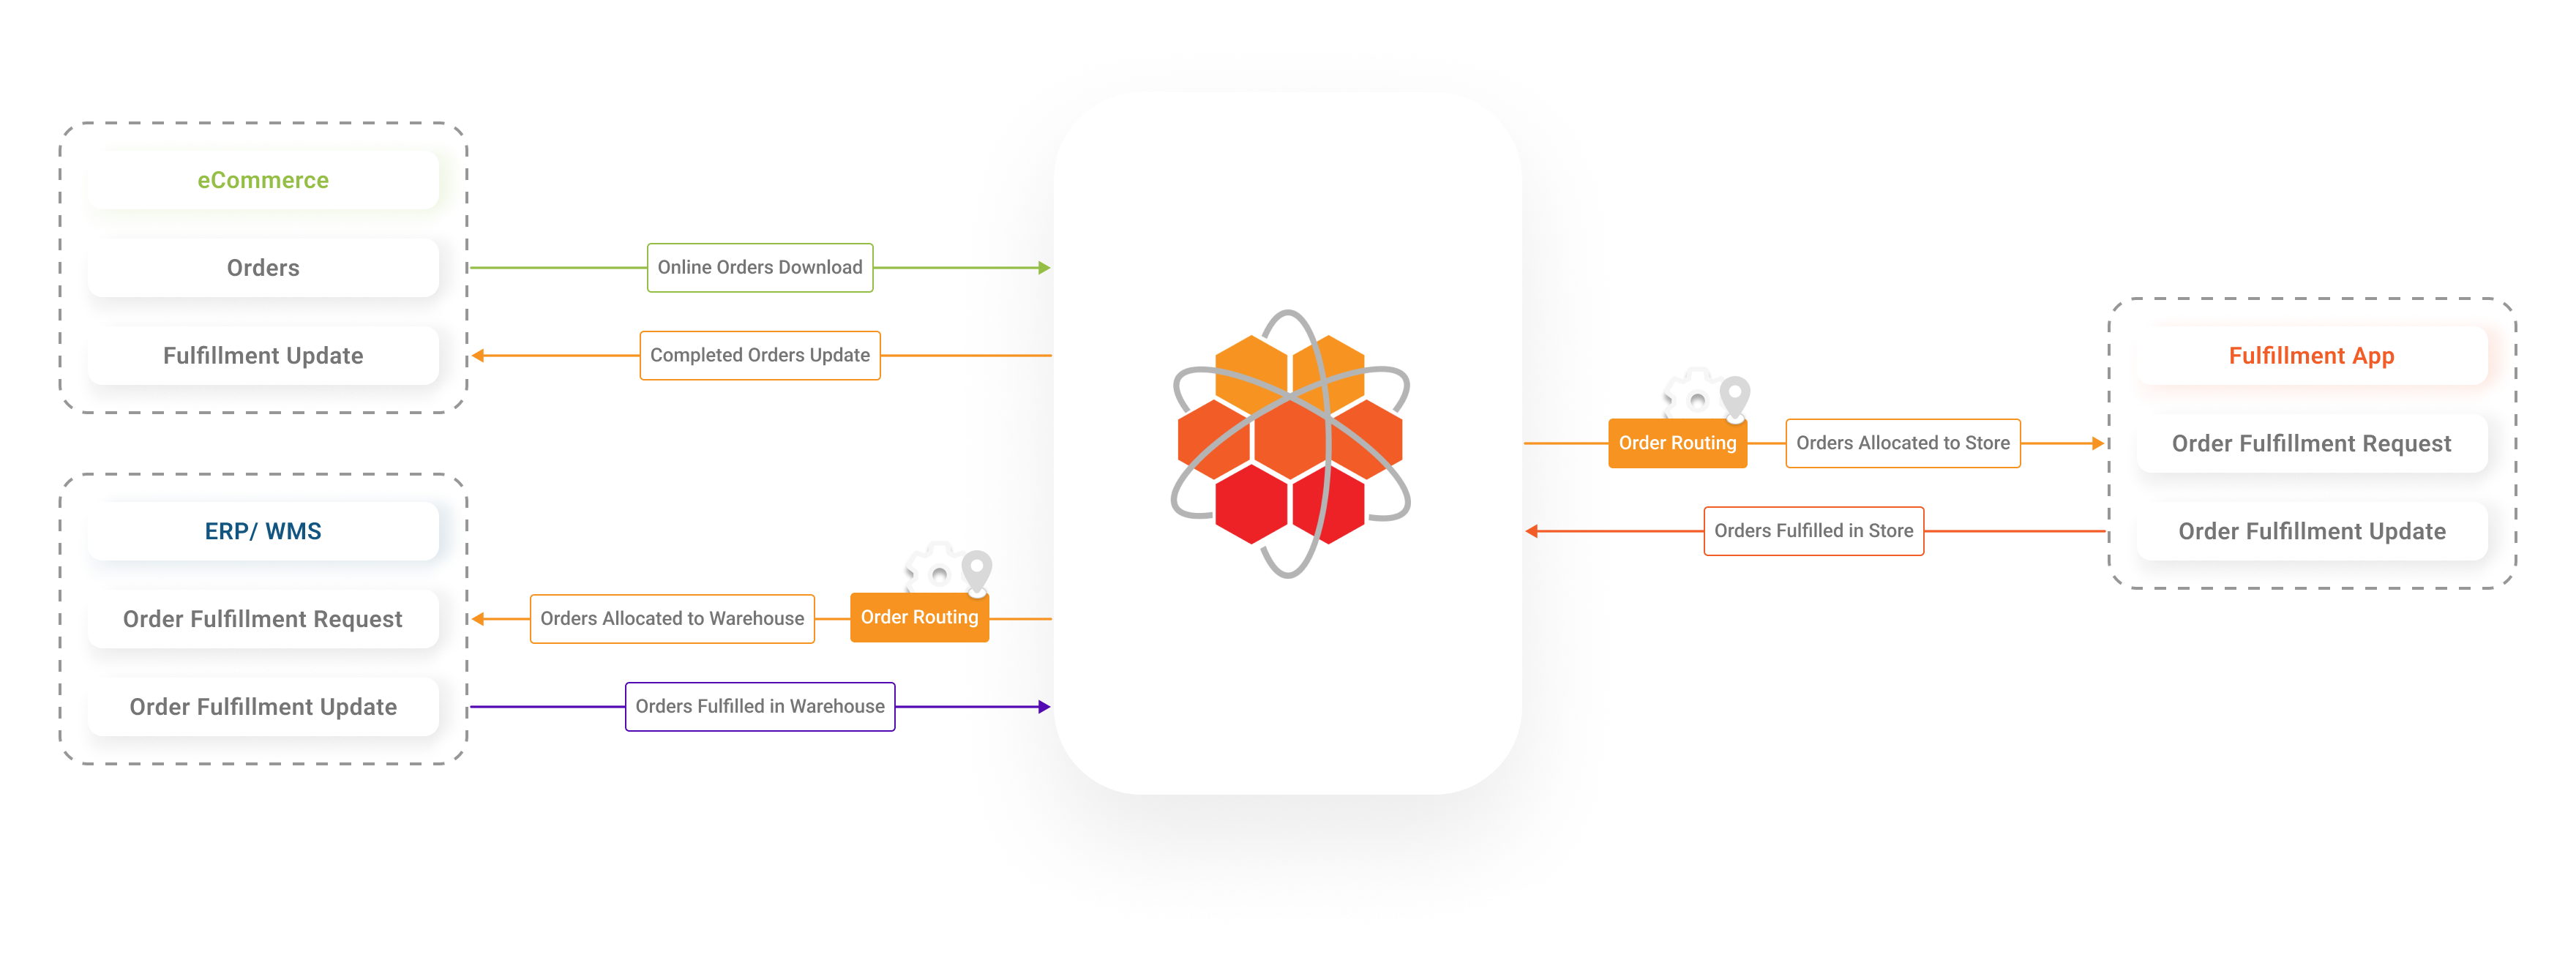 eCommerce
Orders
Fulfillment Update
Online Orders Download
Completed Orders Update
ERP/ WMS
Order Fulfillment Request
Order Fulfillment Update
Orders Allocated to Warehouse
Order Routing
Orders Fulfilled in Warehouse
Order Routing
Orders Allocated to Store
Orders Fulfilled in Store
Fulfillment App
Order Fulfillment Request
Order Fulfillment Update